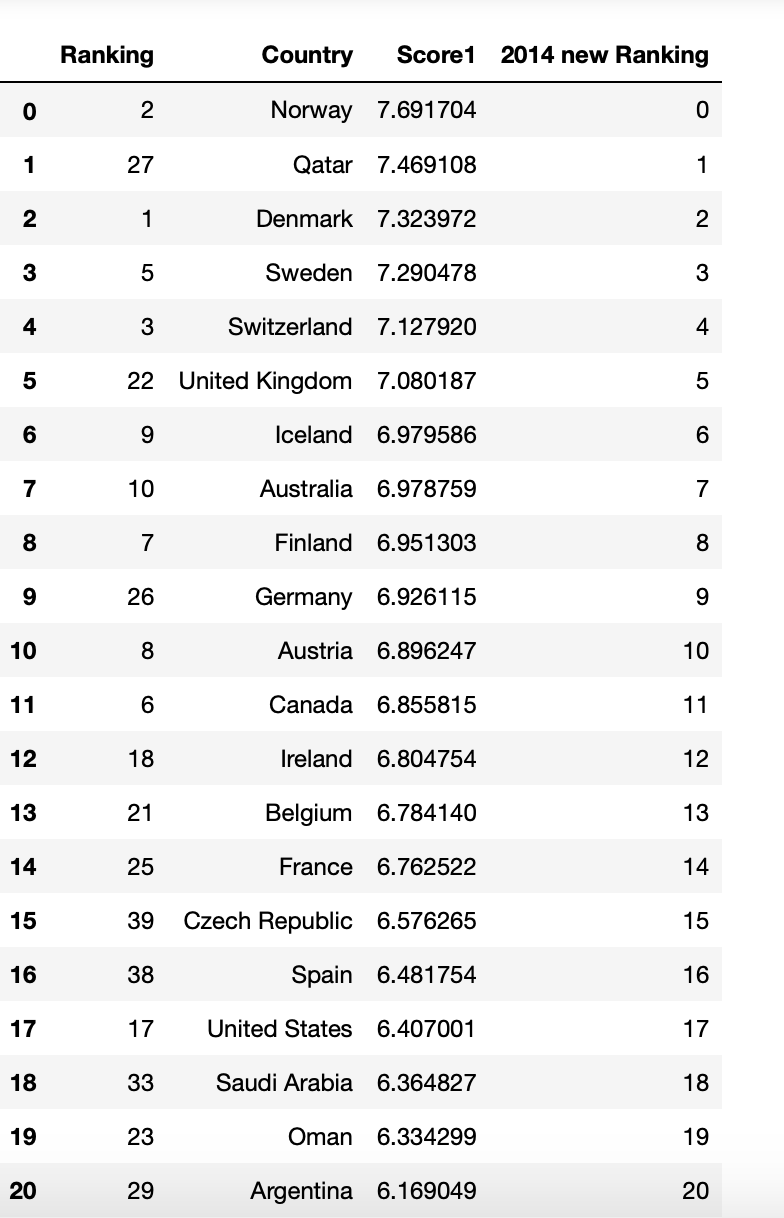 Ranking Country Score1 2014 new Ranking
0 2 Norway 7.691704 0
1 27 Qatar 7.469108 1
2 1 Denmark 7.323972 2
3 5 Sweden 7.290478 3
4 3 Switzerland 7.127920 4
5 22 United Kingdom 7.080187 5
6 9 Iceland 6.979586 6
7 10 Australia 6.978759 7
8 7 Finland 6.951303 8
9 26 Germany 6.926115 9
10 8 Austria 6.896247 10
11 6 Canada 6.855815 11
12 18 Ireland 6.804754 12
13 21 Belgium 6.784140 13
14 25 France 6.762522 14
15 39 Czech Republic 6.576265 15
16 38 Spain 6.481754 16
17 17 United States 6.407001 17
18 33 Saudi Arabia 6.364827 18
19 23 Oman 6.334299 19
20 29 Argentina 6.169049 20